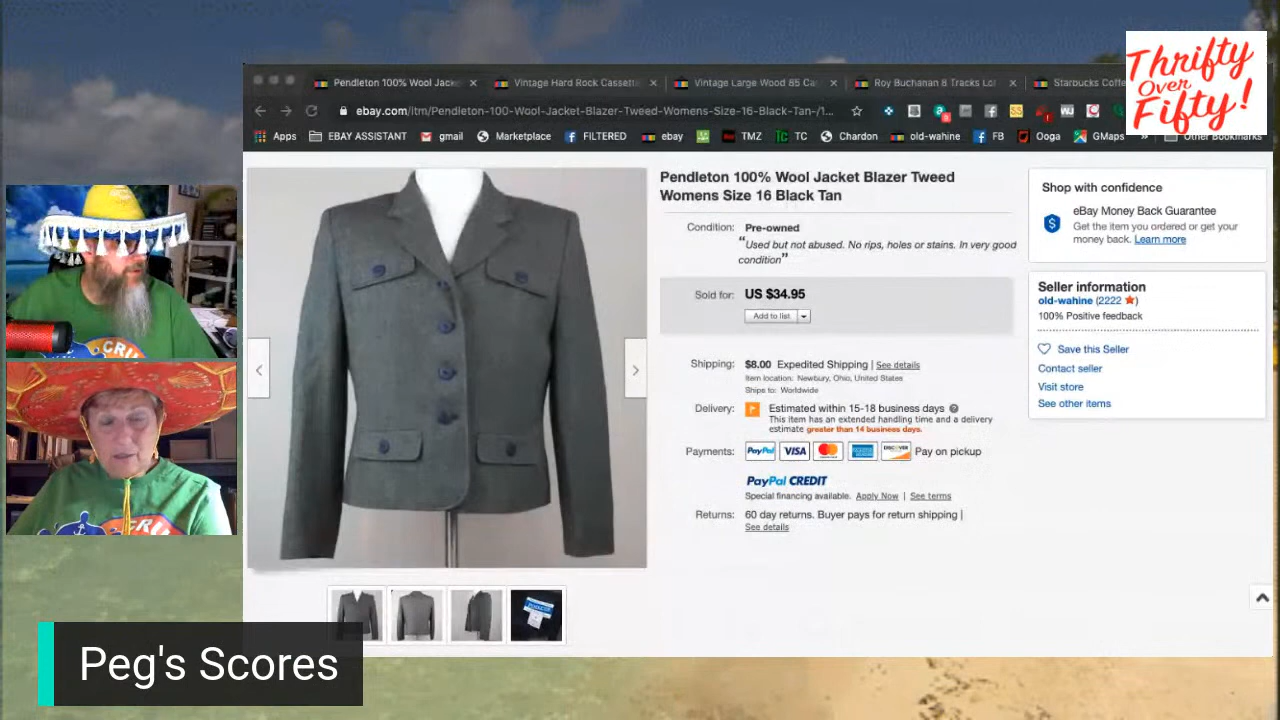 Thrifty
OVER
Fifty!
Pendleton 100% Wool Jack
Vintage Hard Rock Cassett
Vintage Large Wood 85 Ca
Roy Buchanan 8 Tracks Lo
Starbucks Coff
ebay.com/itm/Pendleton-100-Wool-Jacket-Blazer-Tweed-Womens-Size-16-Black-Tan/1...
Apps
EBAY ASSISTANT
gmail
Marketplace
FILTERED
ebay
TMZ
TC
Chardon
old-wahine
FB
Ooga
GMaps
»
Other Bookmarks
Pendleton 100% Wool Jacket Blazer Tweed
Womens Size 16 Black Tan
Condition: Pre-owned
“Used but not abused. No rips, holes or stains. In very good
condition”
Sold for: US $34.95
Add to list
Shipping: $8.00 Expedited Shipping | See details
Item location: Newbury, Ohio, United States
Ships to: Worldwide
Delivery: Estimated within 15-18 business days
This item has an extended handling time and a delivery
estimate greater than 14 business days.
Payments: PayPal VISA MasterCard DISCOVER Pay on pickup
PayPal CREDIT
Special financing available. Apply Now | See terms
Returns: 60 day returns. Buyer pays for return shipping |
See details
Shop with confidence
eBay Money Back Guarantee
Get the item you ordered or get your
money back. Learn more
Seller information
old-wahine (2222 ★)
100% Positive feedback
Save this Seller
Contact seller
Visit store
See other items
CRUI
CRUI
Peg's Scores